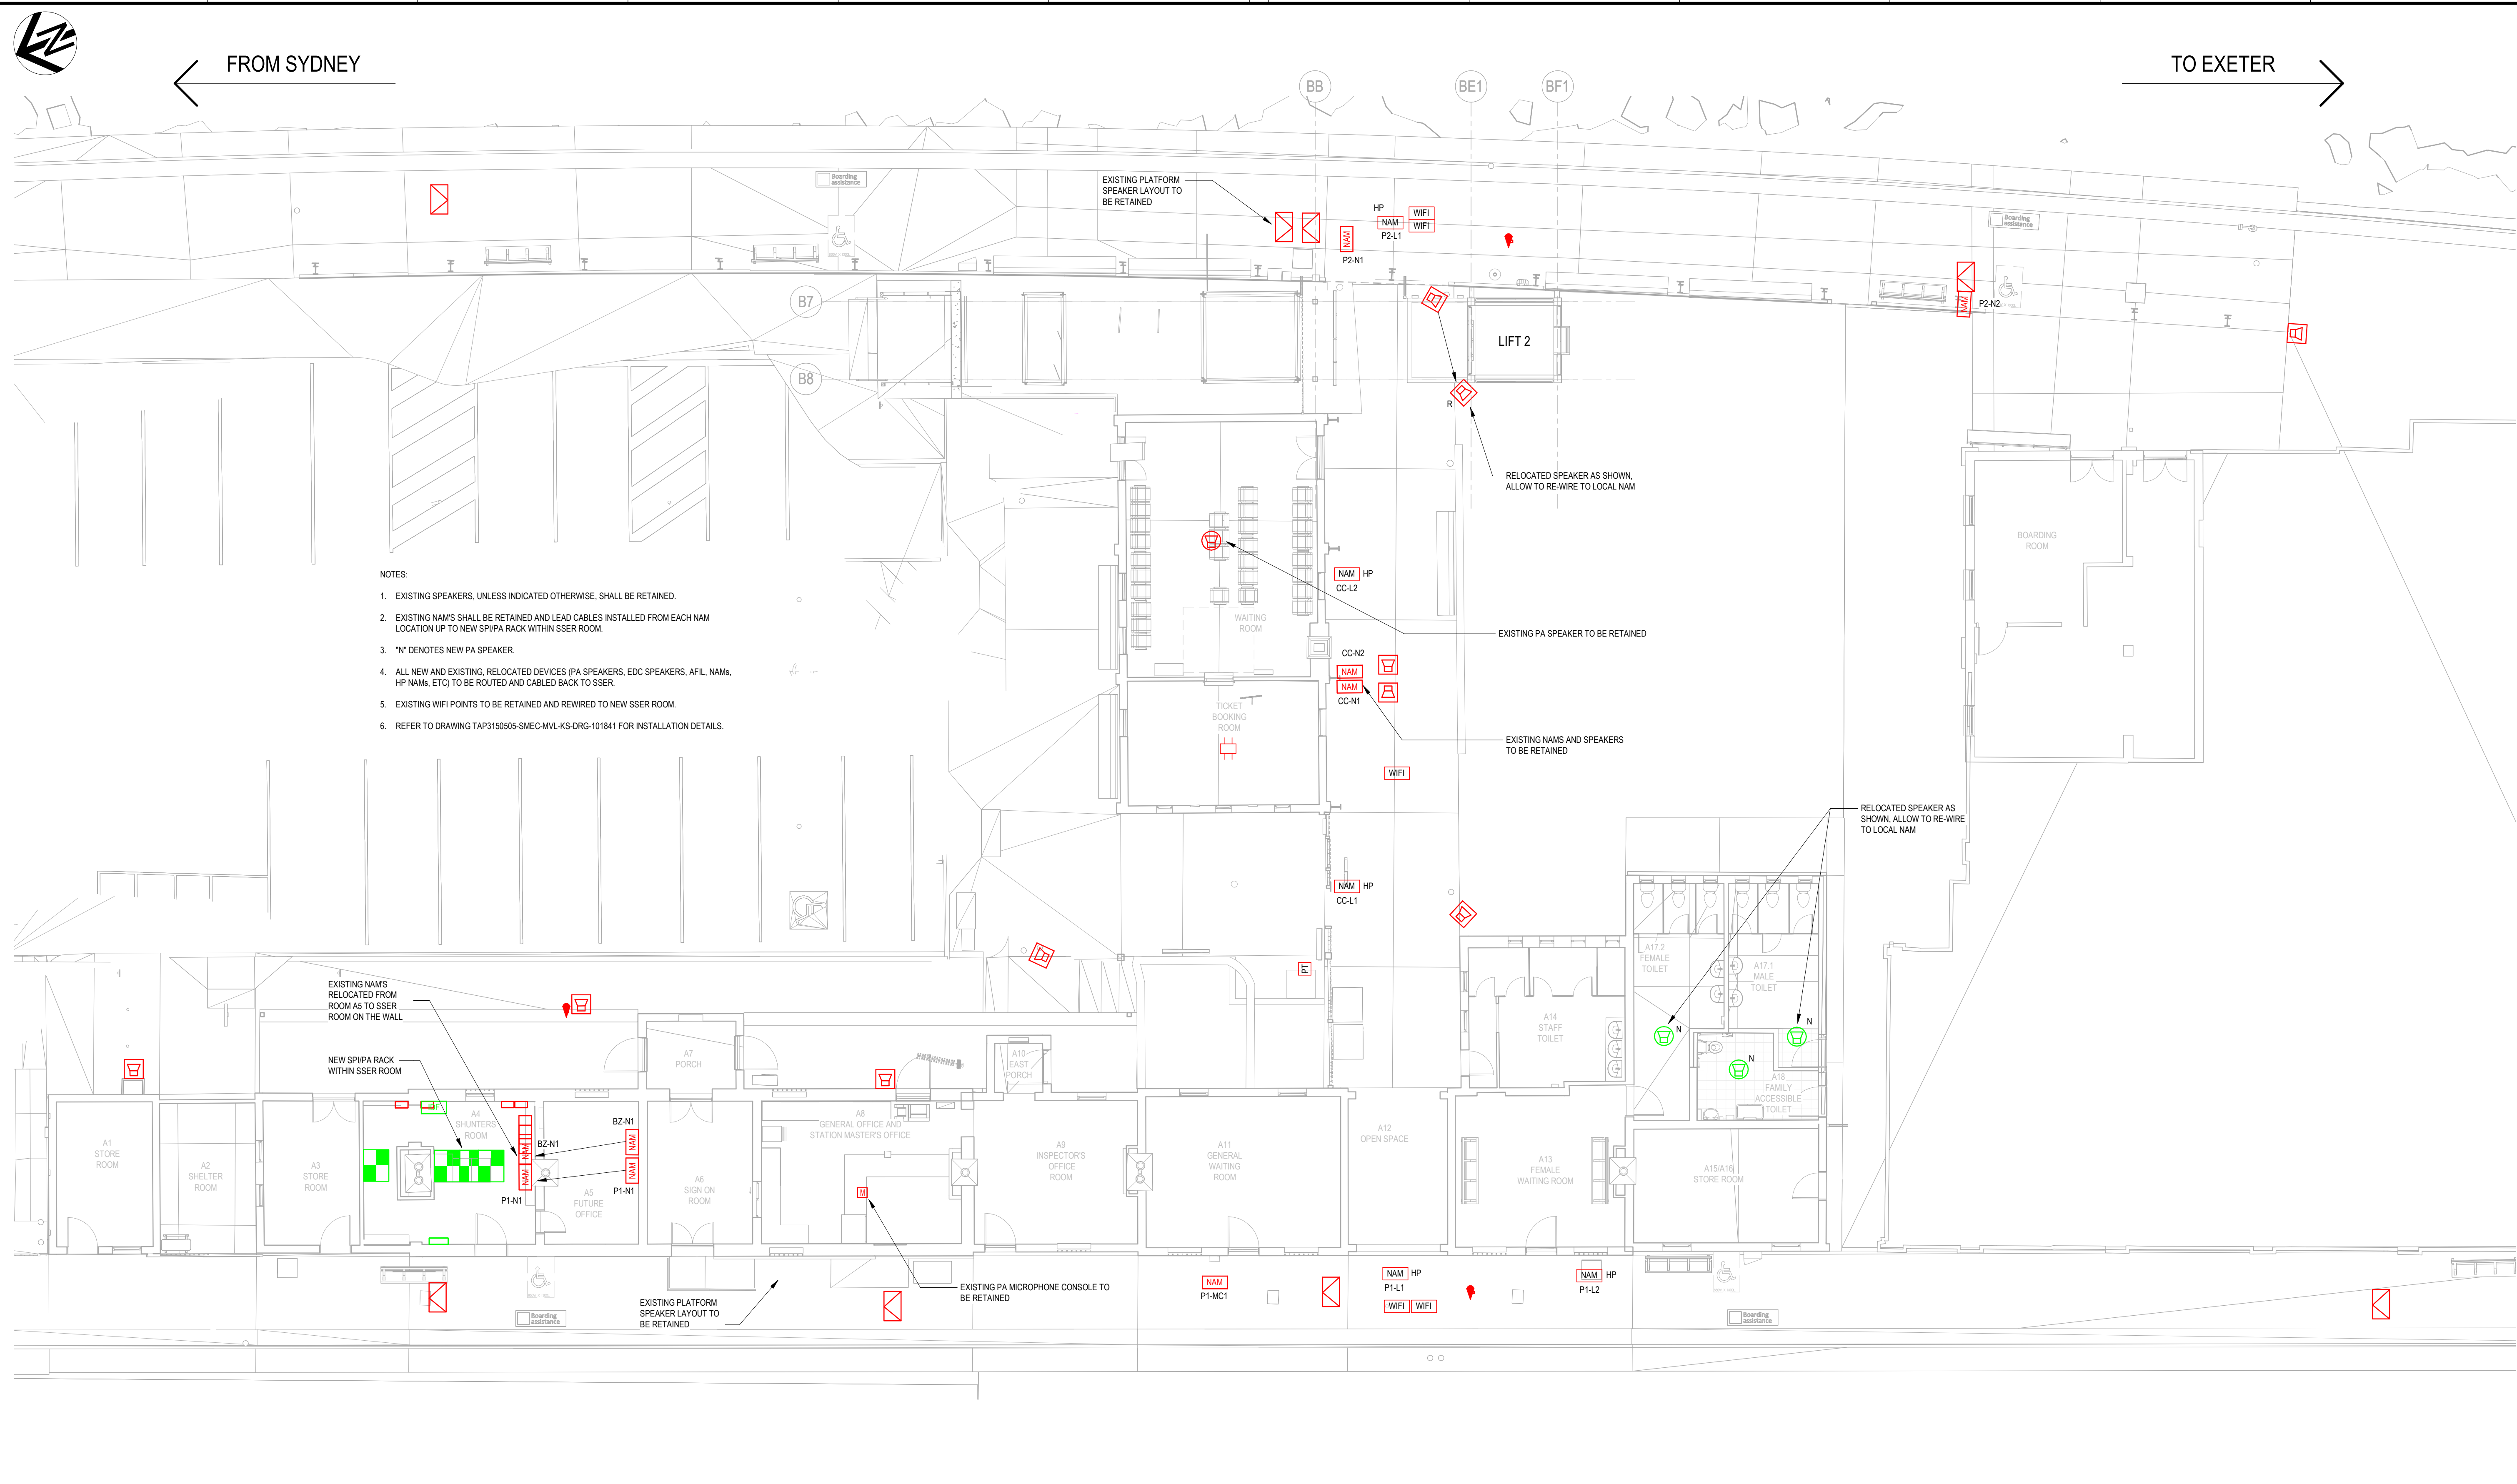 FROM SYDNEY
TO EXETER
BB
BE1
BF1
Boarding
assistance
EXISTING PLATFORM
SPEAKER LAYOUT TO
BE RETAINED
HP
NAM
P2-L1
WIFI
WIFI
NAM
P2-N1
Boarding
assistance
B7
NAM
P2-N2
LIFT 2
B8
R
RELOCATED SPEAKER AS SHOWN,
ALLOW TO RE-WIRE TO LOCAL NAM
BOARDING
ROOM
NOTES:
1. EXISTING SPEAKERS, UNLESS INDICATED OTHERWISE, SHALL BE RETAINED.
2. EXISTING NAM'S SHALL BE RETAINED AND LEAD CABLES INSTALLED FROM EACH NAM
LOCATION UP TO NEW SPI/PA RACK WITHIN SSER ROOM.
3. "N" DENOTES NEW PA SPEAKER.
4. ALL NEW AND EXISTING, RELOCATED DEVICES (PA SPEAKERS, EDC SPEAKERS, AFIL, NAMs,
HP NAMs, ETC) TO BE ROUTED AND CABLED BACK TO SSER.
5. EXISTING WIFI POINTS TO BE RETAINED AND REWIRED TO NEW SSER ROOM.
6. REFER TO DRAWING TAP3150505-SMEC-MVL-KS-DRG-101841 FOR INSTALLATION DETAILS.
NAM HP
CC-L2
WAITING
ROOM
EXISTING PA SPEAKER TO BE RETAINED
CC-N2
NAM
NAM
CC-N1
TICKET
BOOKING
ROOM
EXISTING NAMS AND SPEAKERS
TO BE RETAINED
WIFI
RELOCATED SPEAKER AS
SHOWN, ALLOW TO RE-WIRE
TO LOCAL NAM
NAM HP
CC-L1
A17.2
FEMALE
TOILET
A17.1
MALE
TOILET
PT
EXISTING NAM'S
RELOCATED FROM
ROOM A5 TO SSER
ROOM ON THE WALL
A14
STAFF
TOILET
N
N
N
NEW SPI/PA RACK
WITHIN SSER ROOM
A7
PORCH
A10
EAST
PORCH
A18
FAMILY
ACCESSIBLE
TOILET
A4
SHUNTERS
ROOM
BZ-N1
NAM
BZ-N1
NAM
A8
GENERAL OFFICE AND
STATION MASTER'S OFFICE
A12
OPEN SPACE
A1
STORE
ROOM
A2
SHELTER
ROOM
A3
STORE
ROOM
NAM
P1-N1
NAM
P1-N1
A5
FUTURE
OFFICE
A6
SIGN ON
ROOM
M
A9
INSPECTOR'S
OFFICE
ROOM
A11
GENERAL
WAITING
ROOM
A13
FEMALE
WAITING ROOM
A15/A16
STORE ROOM
EXISTING PA MICROPHONE CONSOLE TO
BE RETAINED
EXISTING PLATFORM
SPEAKER LAYOUT TO
BE RETAINED
NAM
P1-MC1
NAM HP
P1-L1
WIFI WIFI
NAM HP
P1-L2
Boarding
assistance
Boarding
assistance